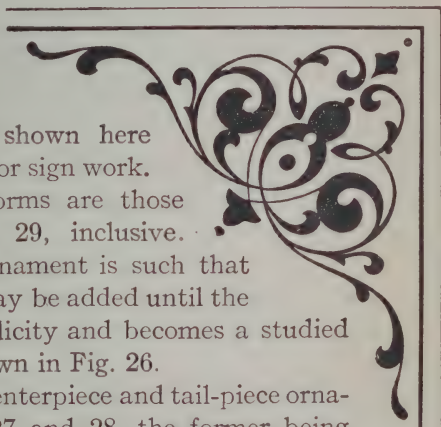 shown here
or sign work.
orms are those
29, inclusive.
nament is such that
ay be added until the
licity and becomes a studied
wn in Fig. 26.
enterpiece and tail-piece orna-
27 and 28, the former being